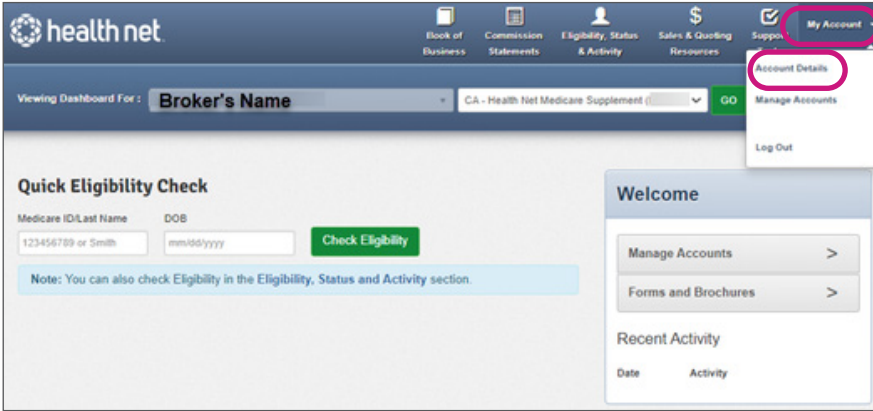 health net
Book of Business
Commission Statements
Eligibility, Status & Activity
Sales & Quoting Resources
My Account
Account Details
Manage Accounts
Log Out
Viewing Dashboard For :
Broker's Name
CA - Health Net Medicare Supplement (
GO
Quick Eligibility Check
Medicare ID/Last Name
DOB
123456789 or Smith
mm/dd/yyyy
Check Eligibility
Note: You can also check Eligibility in the Eligibility, Status and Activity section.
Welcome
Manage Accounts >
Forms and Brochures >
Recent Activity
Date Activity